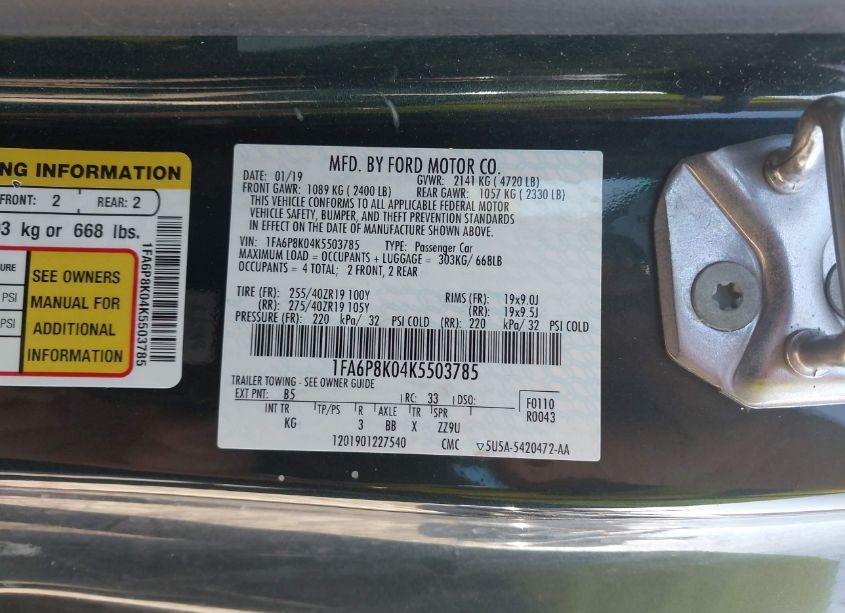 NG INFORMATION
FRONT: 2 REAR: 2
3 kg or 668 lbs.
PSI
PSI
SEE OWNERS
MANUAL FOR
ADDITIONAL
INFORMATION
1FA6P8K04K5503785
MFD. BY FORD MOTOR CO.
DATE: 01/19 GVWR: 2141 KG ( 4720 LB)
FRONT GAWR: 1089 KG ( 2400 LB) REAR GAWR: 1057 KG ( 2330 LB)
THIS VEHICLE CONFORMS TO ALL APPLICABLE FEDERAL MOTOR
VEHICLE SAFETY, BUMPER, AND THEFT PREVENTION STANDARDS
IN EFFECT ON THE DATE OF MANUFACTURE SHOWN ABOVE.
VIN: 1FA6P8K04K5503785 TYPE: Passenger Car
MAXIMUM LOAD = OCCUPANTS + LUGGAGE = 303KG/ 668LB
OCCUPANTS = 4 TOTAL; 2 FRONT, 2 REAR
TIRE (FR): 255/40ZR19 100Y RIMS (FR): 19x9.0J
(RR): 275/40ZR19 105Y (RR): 19x9.5J
PRESSURE (FR): 220 kPa/ 32 PSI COLD (RR): 220 kPa/ 32 PSI COLD
1FA6P8K04K5503785
TRAILER TOWING - SEE OWNER GUIDE
EXT PNT: B5 RC: 33 DSO: F0110
R0043
INT TR TP/PS R AXLE TR SPR
KG 3 BB X ZZ9U
1201901227540 CMC ▽5U5A-5420472-AA